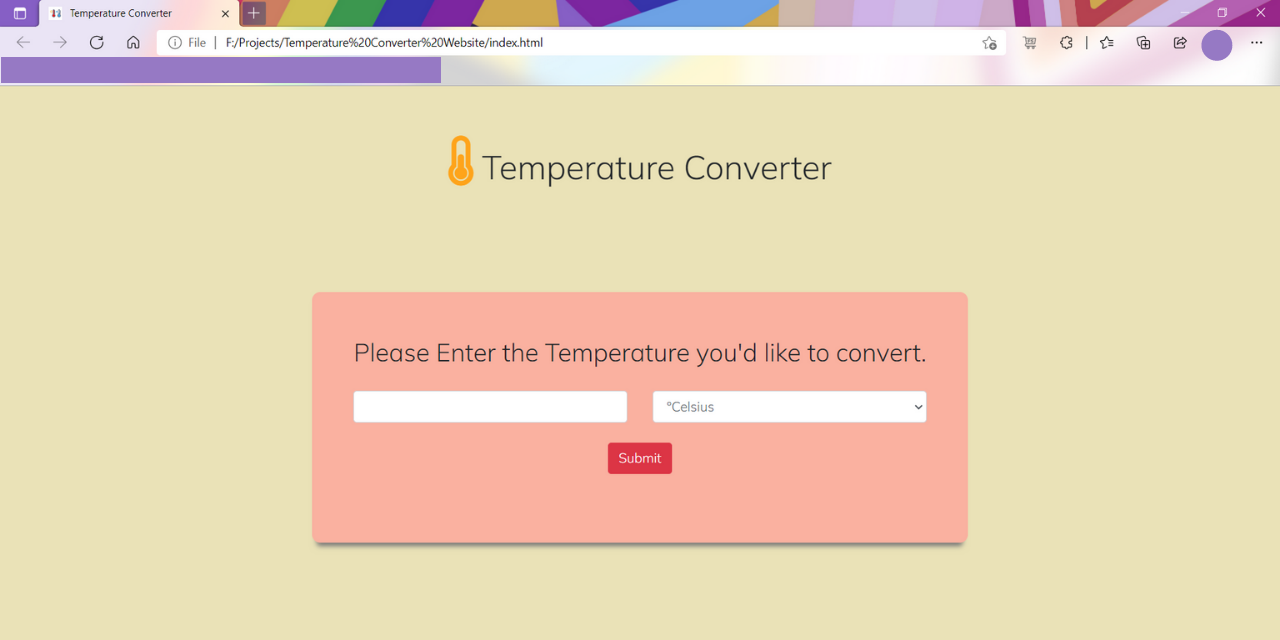 Temperature Converter
File | F:/Projects/Temperature%20Converter%20Website/index.html
Temperature Converter
Please Enter the Temperature you'd like to convert.
°Celsius
Submit